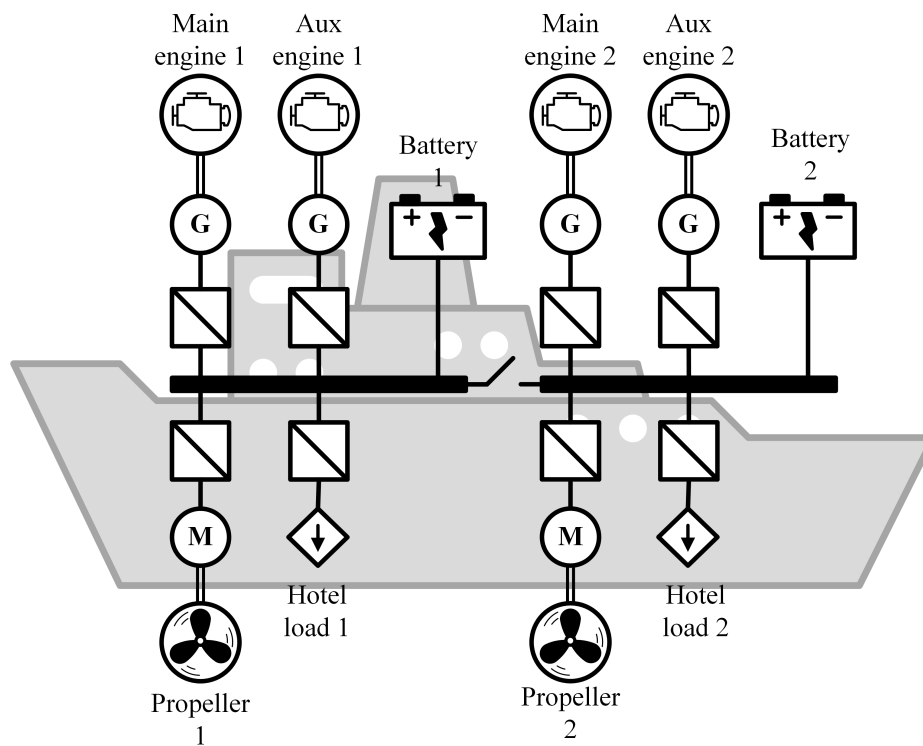 Main
engine 1
Aux
engine 1
Main
engine 2
Aux
engine 2
Battery
1
Battery
2
+ −
+ −
G
G
G
G
M
M
Hotel
load 1
Hotel
load 2
Propeller
1
Propeller
2